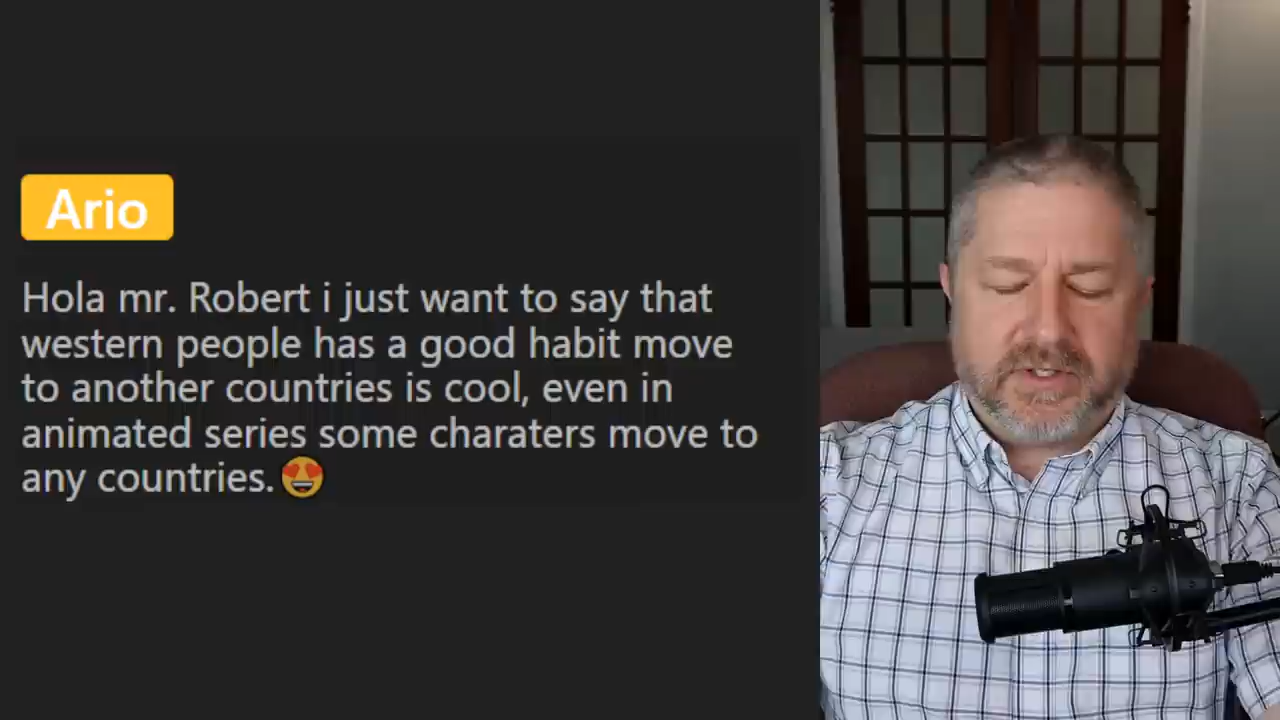 Ario
Hola mr. Robert i just want to say that
western people has a good habit move
to another countries is cool, even in
animated series some charaters move to
any countries.😍